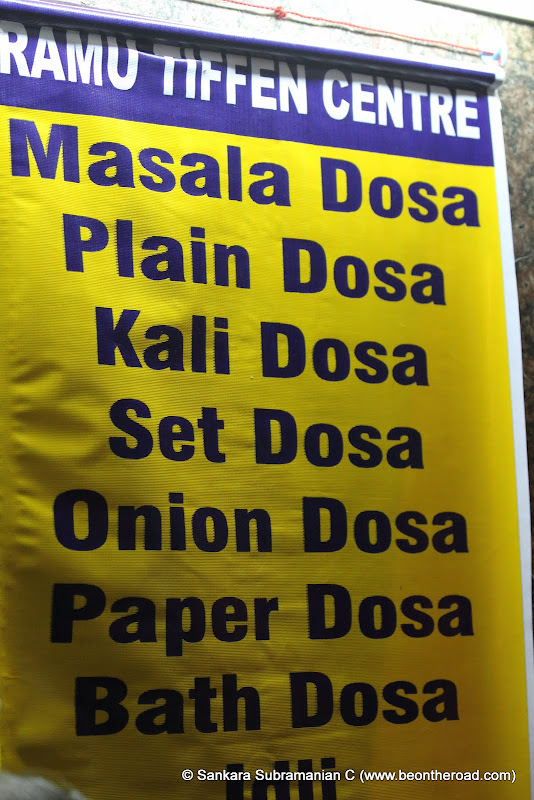 RAMU TIFFEN CENTRE
Masala Dosa
Plain Dosa
Kali Dosa
Set Dosa
Onion Dosa
Paper Dosa
Bath Dosa
Idli
© Sankara Subramanian C (www.beontheroad.com)